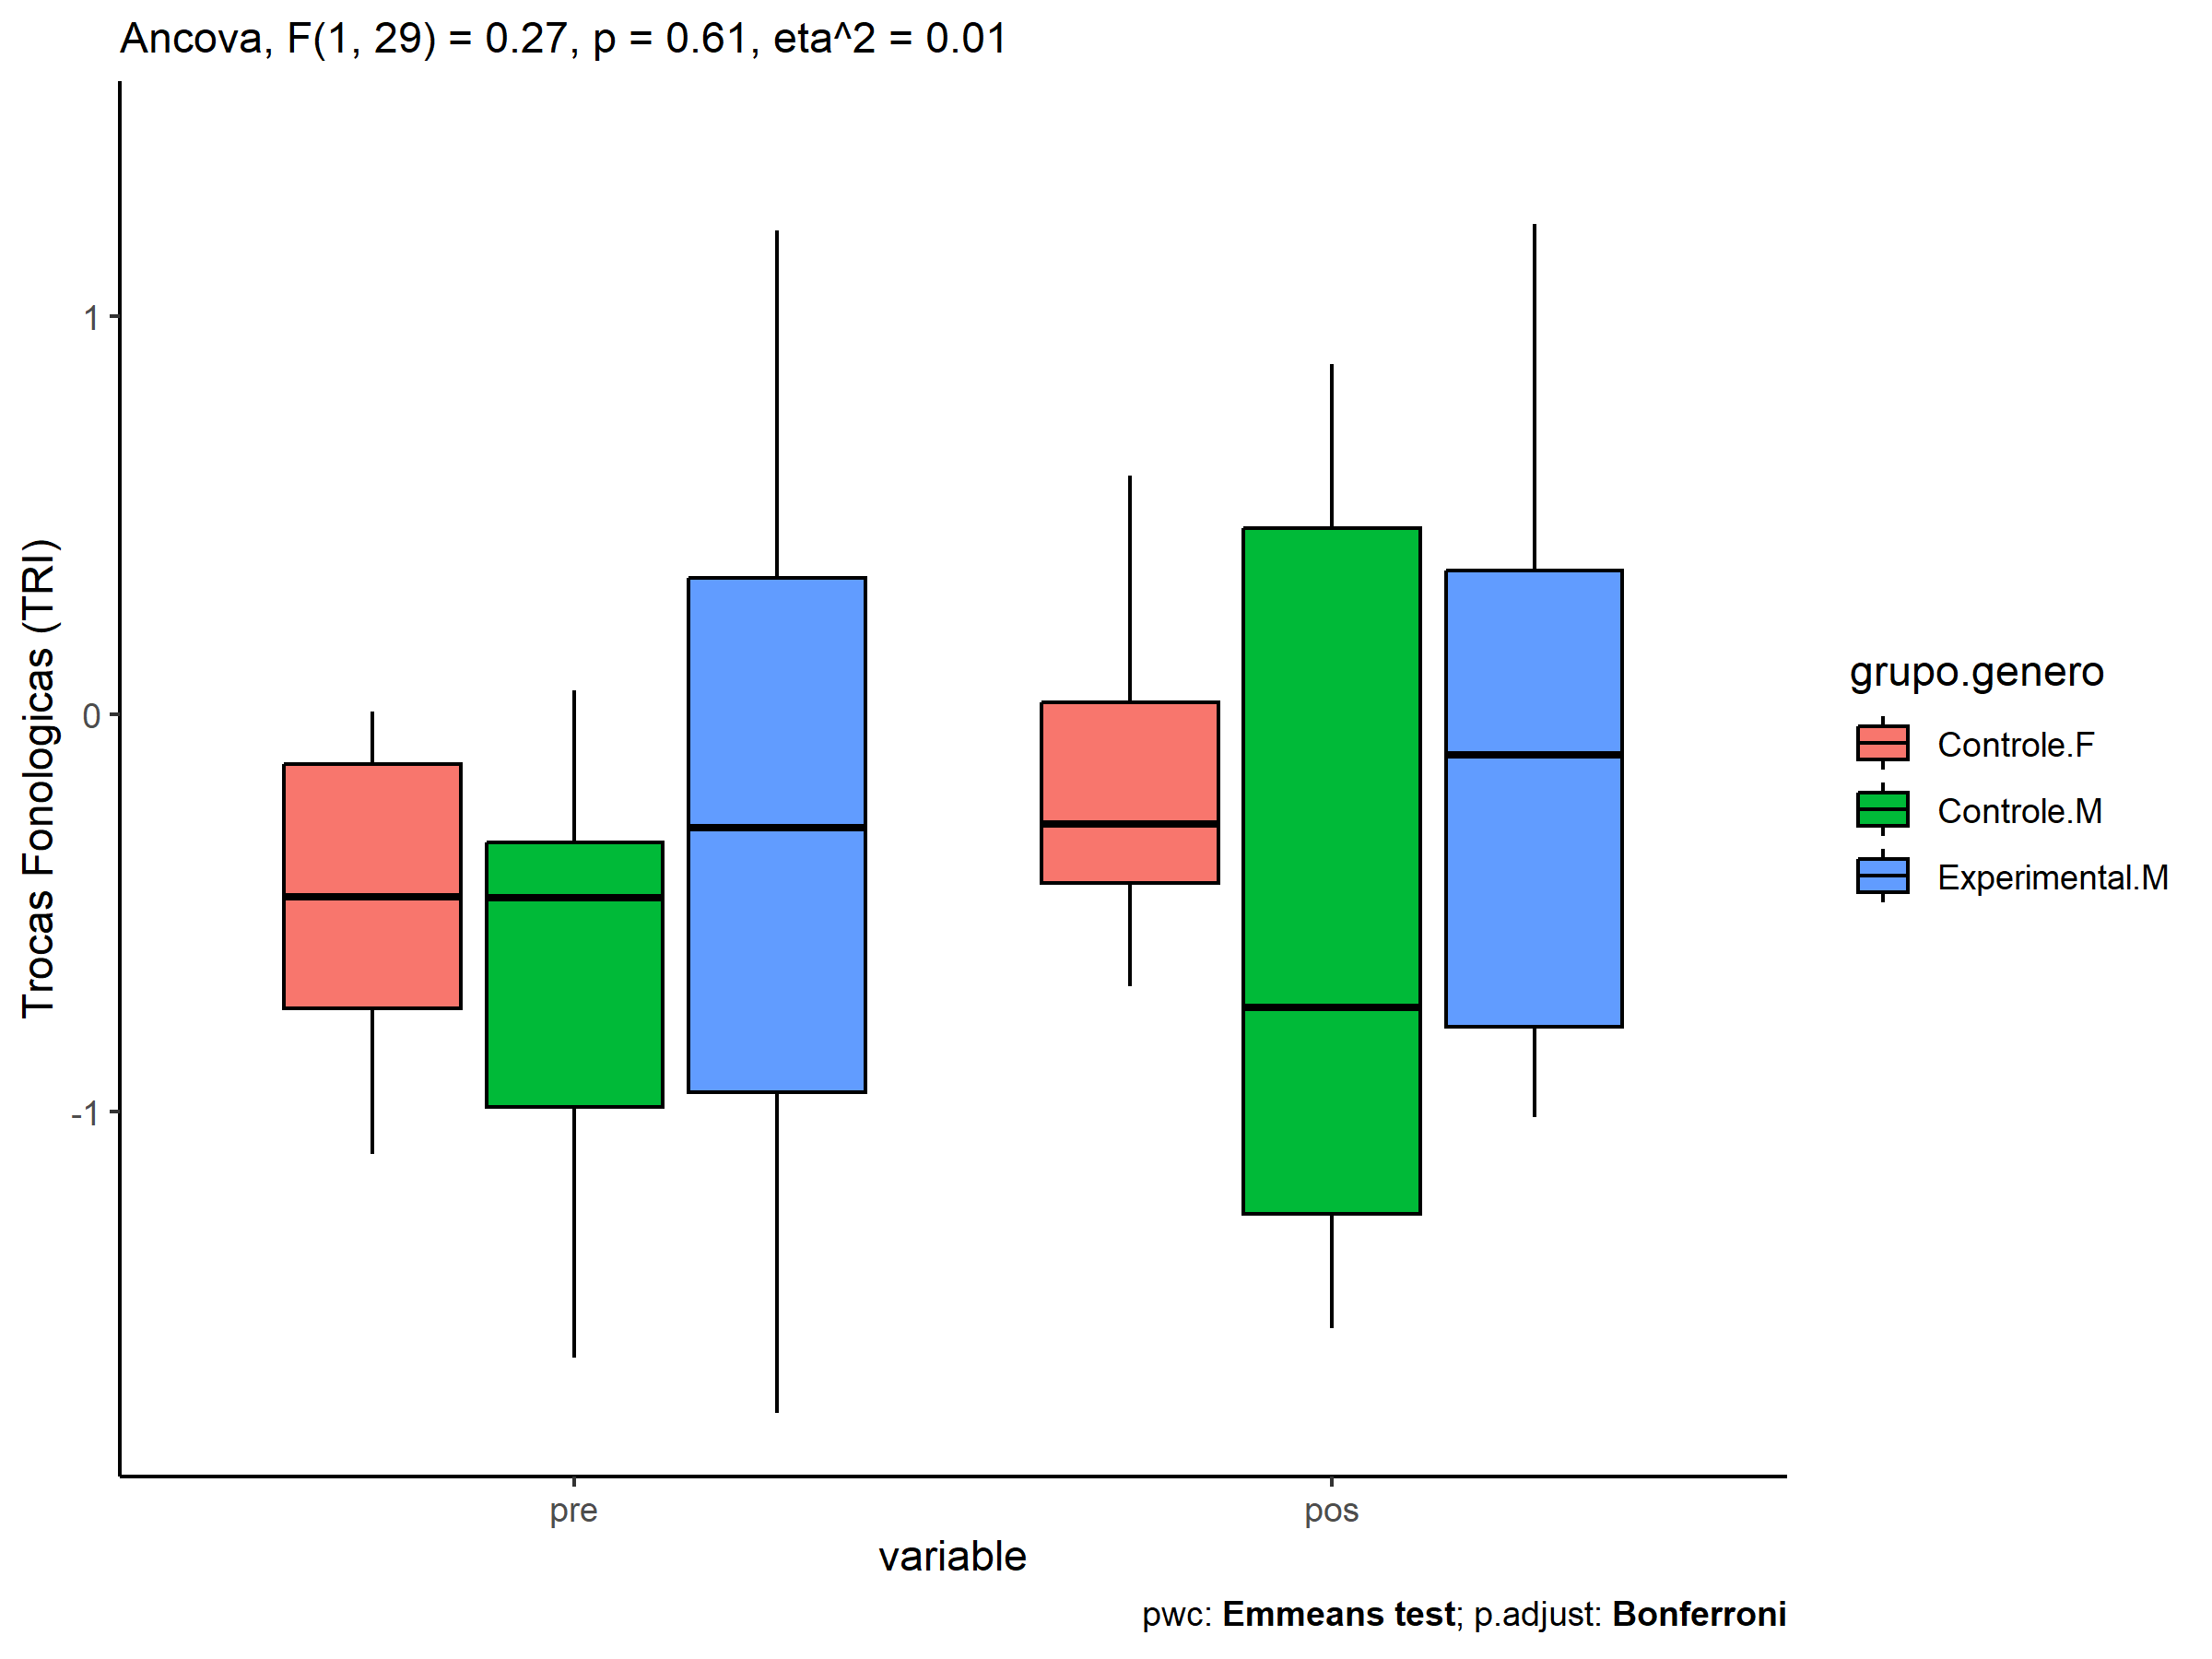 Ancova, F(1, 29) = 0.27, p = 0.61, eta^2 = 0.01
Trocas Fonologicas (TRI)
1
0
-1
pre
pos
variable
grupo.genero
Controle.F
Controle.M
Experimental.M
pwc: Emmeans test; p.adjust: Bonferroni